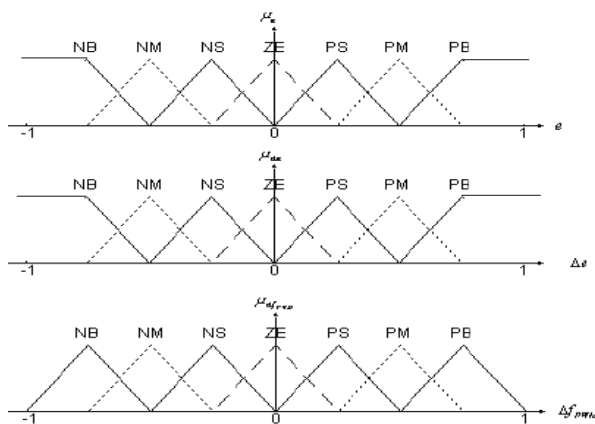 μe
NB NM NS ZE PS PM PB
-1 0 1 e
μde
NB NM NS ZE PS PM PB
-1 0 1 Δe
NB NM NS ZE PS PM PB
-1 0 1